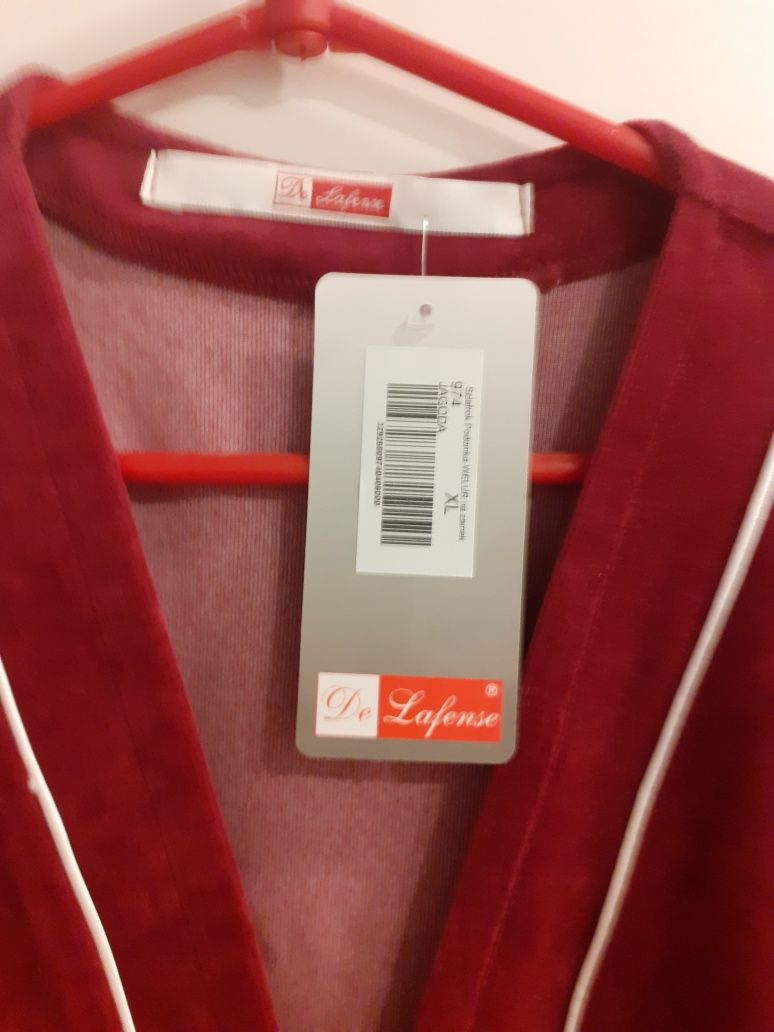 De Lafense
Szlafrok Podomka WELUR na zamek
974
JAGODA
XL
De Lafense®